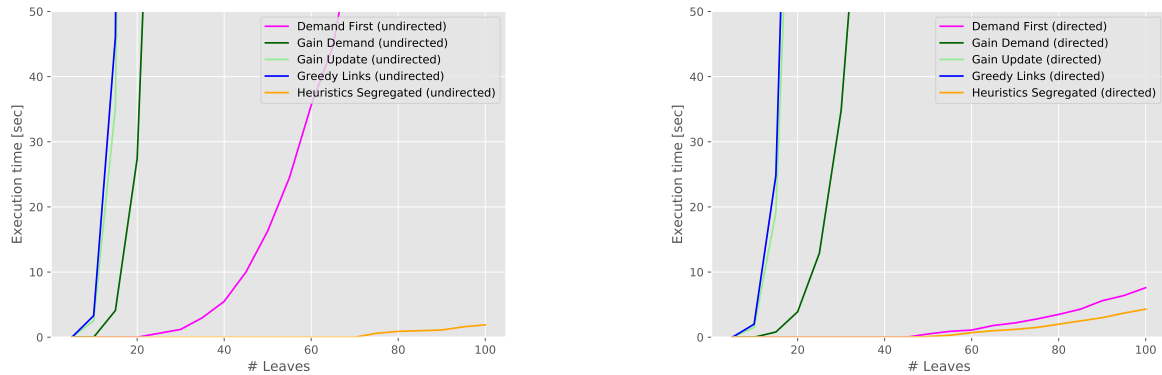 50
40
30
20
10
0
Execution time [sec]
Demand First (undirected)
Gain Demand (undirected)
Gain Update (undirected)
Greedy Links (undirected)
Heuristics Segregated (undirected)
20
40
60
80
100
# Leaves
50
40
30
20
10
0
Execution time [sec]
Demand First (directed)
Gain Demand (directed)
Gain Update (directed)
Greedy Links (directed)
Heuristics Segregated (directed)
20
40
60
80
100
# Leaves